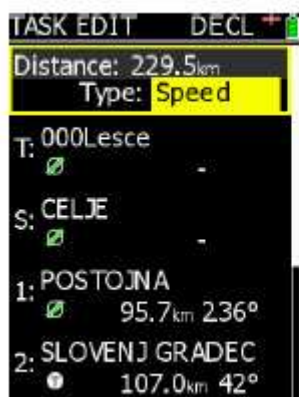 TASK EDIT DECL
Distance: 229.5km
Type: Speed
T: 000Lesce
-
S: CELJE
-
1: POSTOJNA
95.7km 236°
2: SLOVENJ GRADEC
107.0km 42°